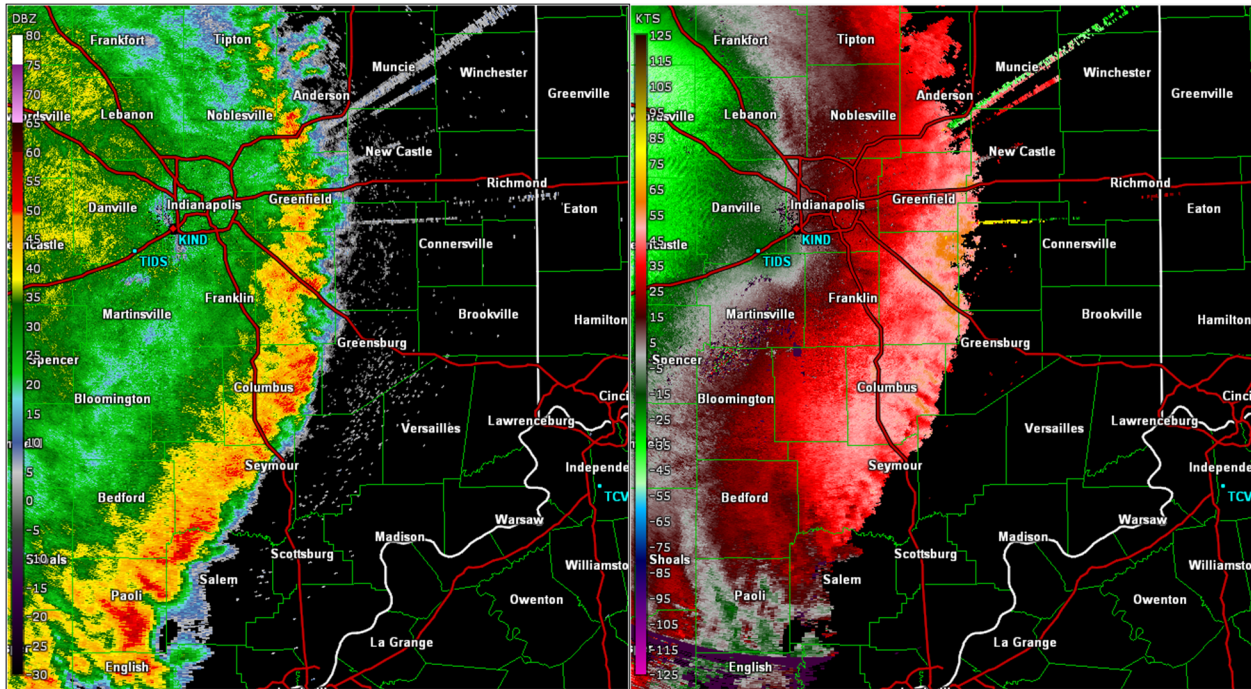 DBZ
80
75
70
65
60
55
50
45
40
35
30
25
20
15
10
5
0
-5
-10
-15
-20
-25
-30
Frankfort
Tipton
Muncie
Winchester
Anderson
Greenville
Lebanon
Noblesville
New Castle
Richmond
Danville
Indianapolis
Greenfield
Eaton
KIND
Connersville
TIDS
Franklin
Martinsville
Brookville
Hamilton
Greensburg
Spencer
Columbus
Bloomington
Versailles
Lawrenceburg
Cinci
Seymour
Independe
Bedford
TCV
Warsaw
Madison
Scottsburg
oals
Salem
Williamsto
Paoli
Owenton
La Grange
English
KTS
125
115
105
95
85
75
65
55
45
35
25
15
5
-5
-15
-25
-35
-45
-55
-65
-75
-85
-95
-105
-115
-125
Frankfort
Tipton
Muncie
Winchester
Anderson
Greenville
Lebanon
Noblesville
New Castle
Richmond
Danville
Indianapolis
Greenfield
Eaton
KIND
Connersville
TIDS
Franklin
Martinsville
Brookville
Hamilton
Greensburg
Spencer
Columbus
Bloomington
Versailles
Lawrenceburg
Cinci
Seymour
Independe
Bedford
TCV
Warsaw
Madison
Scottsburg
Shoals
Salem
Williamsto
Paoli
Owenton
La Grange
English